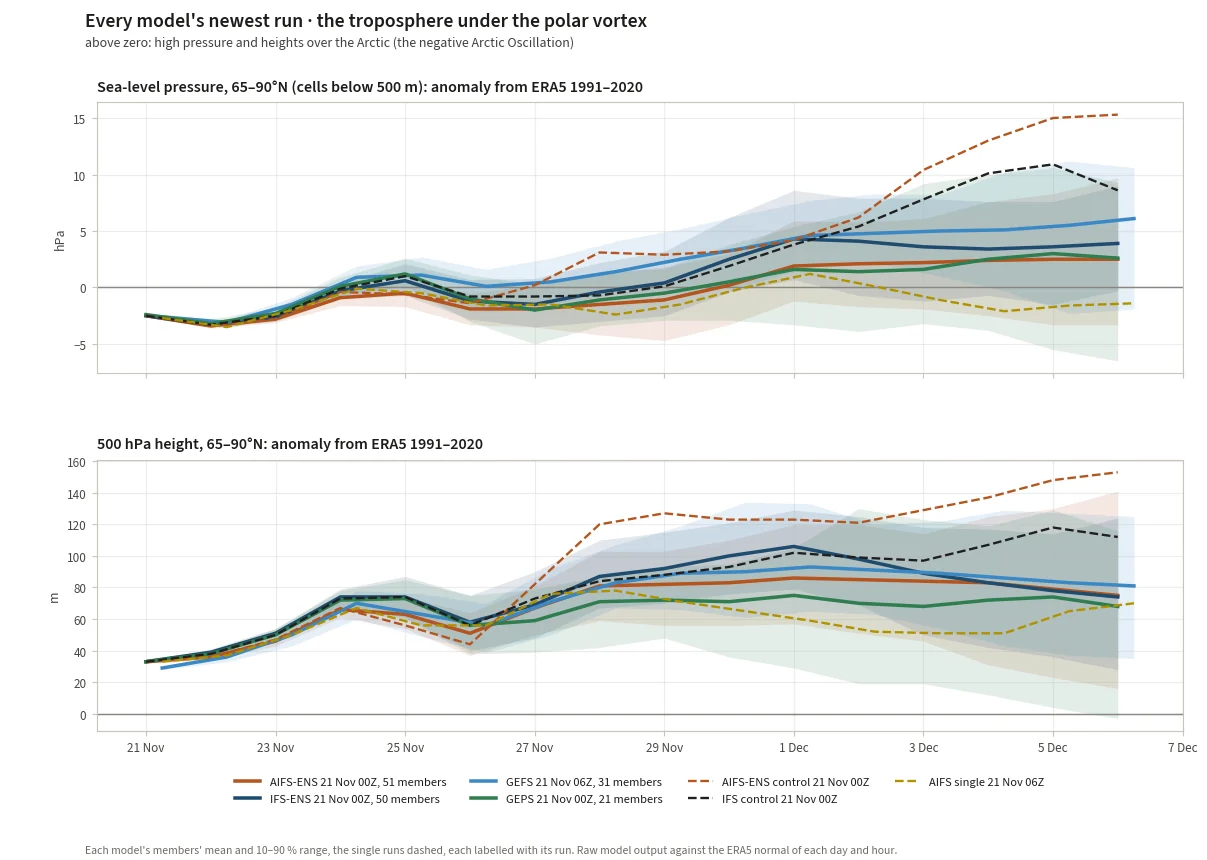 Every model's newest run · the troposphere under the polar vortex
above zero: high pressure and heights over the Arctic (the negative Arctic Oscillation)
Sea-level pressure, 65–90°N (cells below 500 m): anomaly from ERA5 1991–2020
15
10
5
0
−5
hPa
500 hPa height, 65–90°N: anomaly from ERA5 1991–2020
160
140
120
100
80
60
40
20
0
m
21 Nov 23 Nov 25 Nov 27 Nov 29 Nov 1 Dec 3 Dec 5 Dec 7 Dec
AIFS-ENS 21 Nov 00Z, 51 members GEFS 21 Nov 06Z, 31 members AIFS-ENS control 21 Nov 00Z AIFS single 21 Nov 06Z
IFS-ENS 21 Nov 00Z, 50 members GEPS 21 Nov 00Z, 21 members IFS control 21 Nov 00Z
Each model's members' mean and 10–90 % range, the single runs dashed, each labelled with its run. Raw model output against the ERA5 normal of each day and hour.